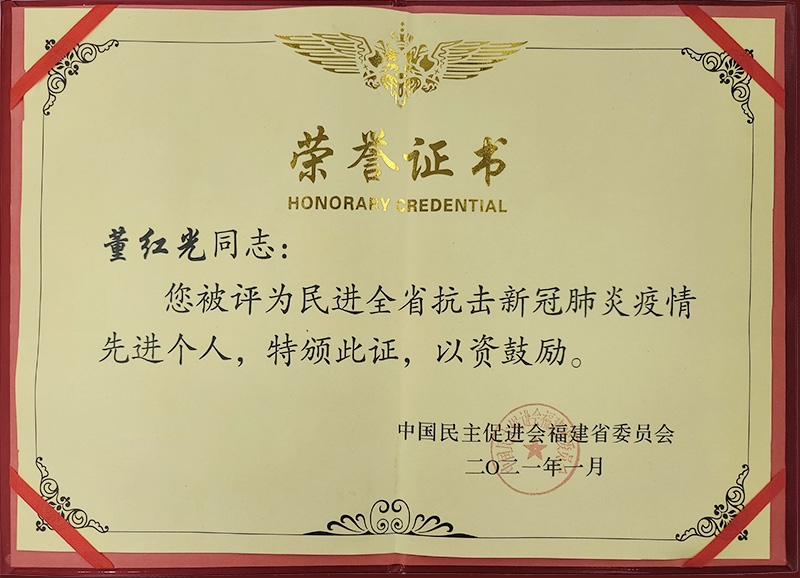 荣誉证书
HONORARY CREDENTIAL
董红光同志：
您被评为民进全省抗击新冠肺炎疫情
先进个人，特颁此证，以资鼓励。
中国民主促进会福建省委员会
二〇二一年一月